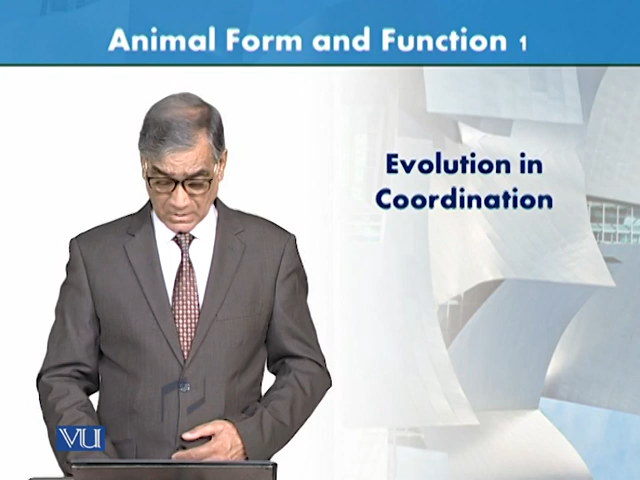 Animal Form and Function 1
Evolution in
Coordination
VU